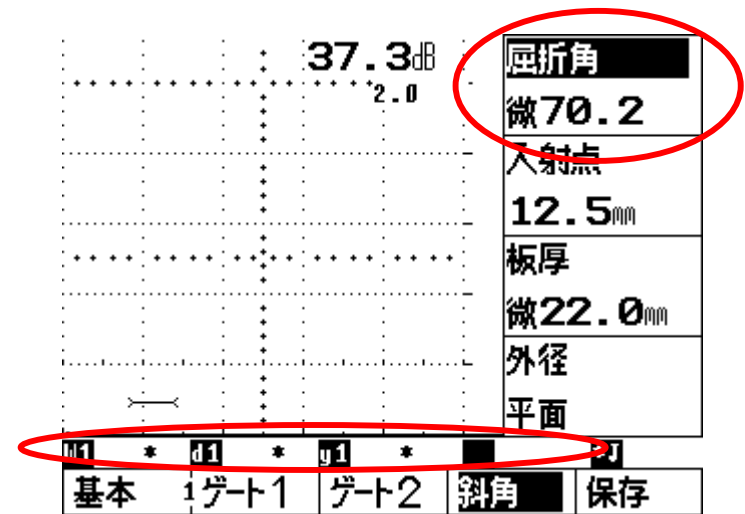 37.3dB
2.0
屈折角
微70.2
入射点
12.5mm
板厚
微22.0mm
外径
平面
* d1 * y1 *
基本 1 ゲート1 ゲート2 斜角 保存